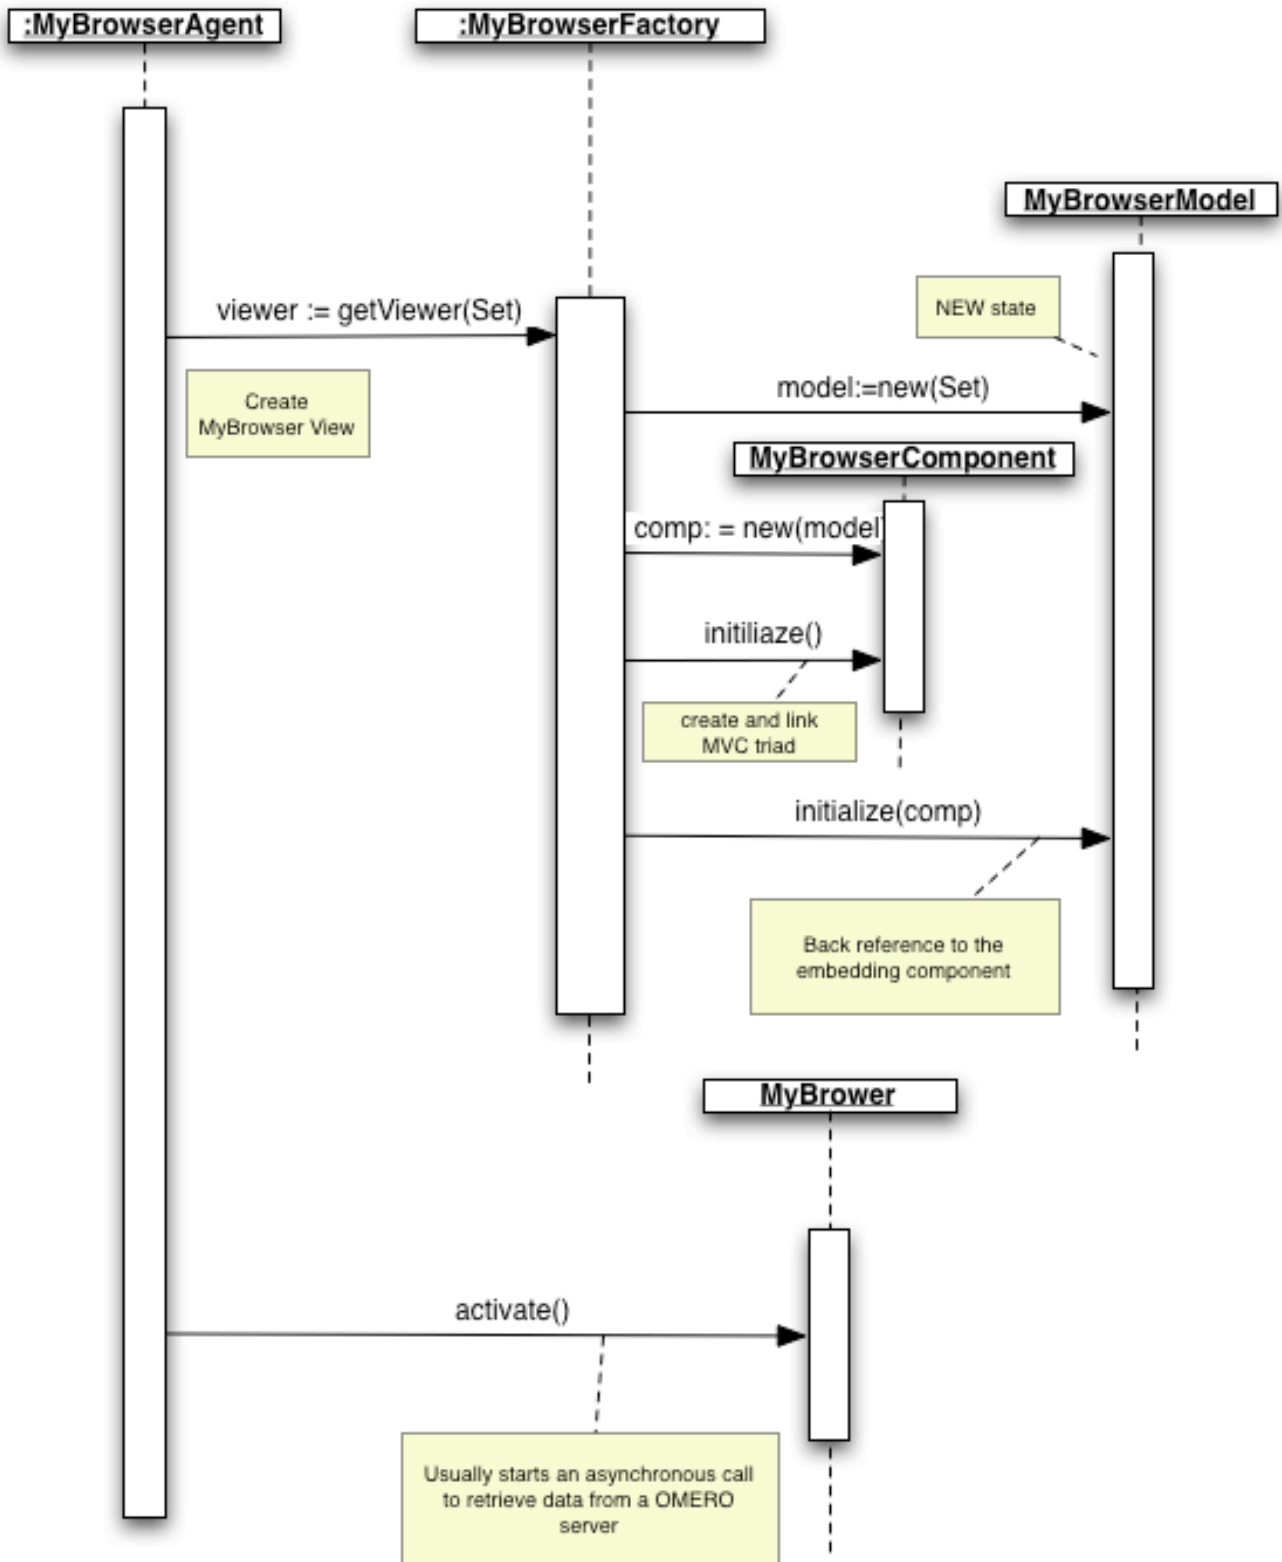 :MyBrowserAgent
:MyBrowserFactory
MyBrowserModel
NEW state
viewer := getViewer(Set)
Create
MyBrowser View
model:=new(Set)
MyBrowserComponent
comp: = new(model)
initiliaze()
create and link
MVC triad
initialize(comp)
Back reference to the
embedding component
MyBrower
activate()
Usually starts an asynchronous call
to retrieve data from a OMERO
server